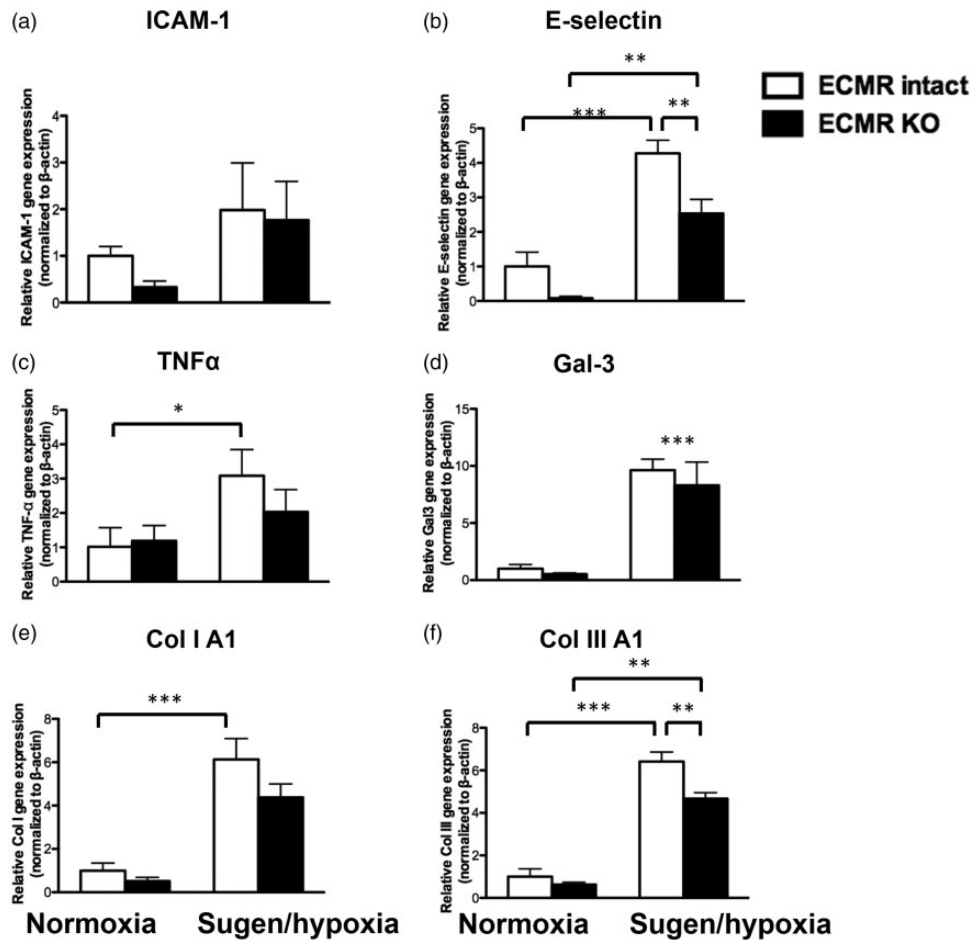 (a)
ICAM-1
Relative ICAM-1 gene expression
(normalized to β-actin)
4
3
2
1
0
(b)
E-selectin
**
***
**
Relative E-selectin gene expression
(normalized to β-actin)
5
4
3
2
1
0
ECMR intact
ECMR KO
(c)
TNFα
*
Relative TNF-α gene expression
(normalized to β-actin)
5
4
3
2
1
0
(d)
Gal-3
***
Relative Gal3 gene expression
(normalized to β-actin)
15
10
5
0
(e)
Col I A1
***
Relative Col I gene expression
(normalized to β-actin)
8
6
4
2
0
Normoxia
Sugen/hypoxia
(f)
Col III A1
**
***
**
Relative Col III gene expression
(normalized to β-actin)
8
6
4
2
0
Normoxia
Sugen/hypoxia